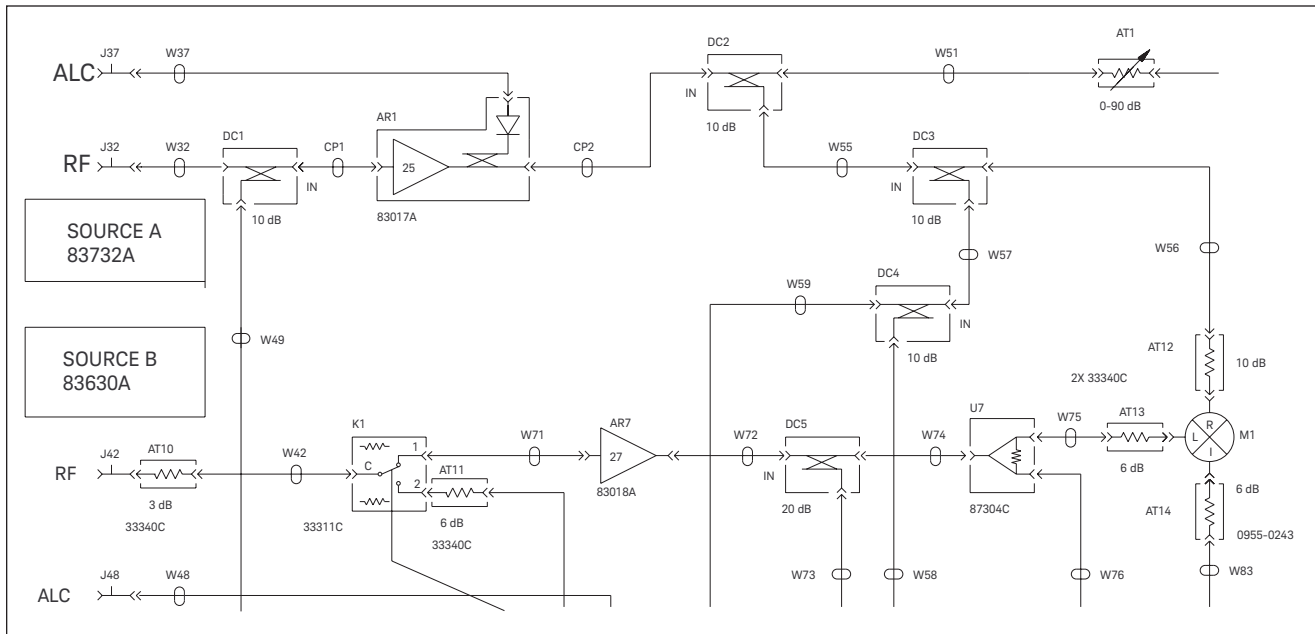 AT1
DC2
W51
J37
W37
ALC
IN
0-90 dB
AR1
10 dB
DC1
DC3
J32
W32
CP1
CP2
W55
RF
25
IN
IN
10 dB
83017A
10 dB
SOURCE A
83732A
W57
W56
DC4
W59
IN
W49
SOURCE B
83630A
10 dB
AT12
10 dB
2X 33340C
K1
U7
W75
AT13
R
L
M1
I
AR7
DC5
W71
W72
W74
1
AT10
W42
J42
C
AT11
27
RF
IN
6 dB
6 dB
2
83018A
20 dB
AT14
3 dB
6 dB
87304C
33340C
33311C
33340C
0955-0243
J48
W48
W73
W58
W76
W83
ALC